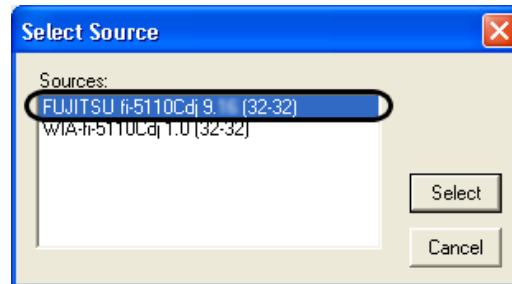 Select Source
Sources:
FUJITSU fi-5110Cdj 9. (32-32)
WIA-fi-5110Cdj 1.0 (32-32)
Select
Cancel